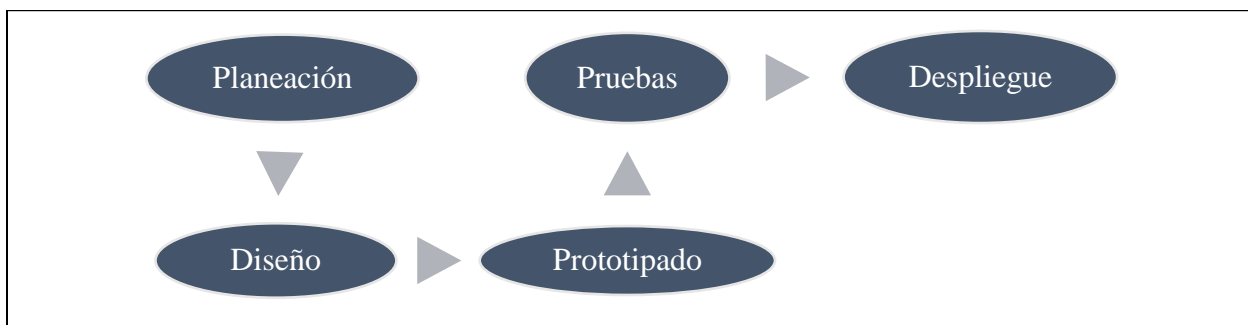 Planeación
Diseño
Prototipado
Pruebas
Despliegue